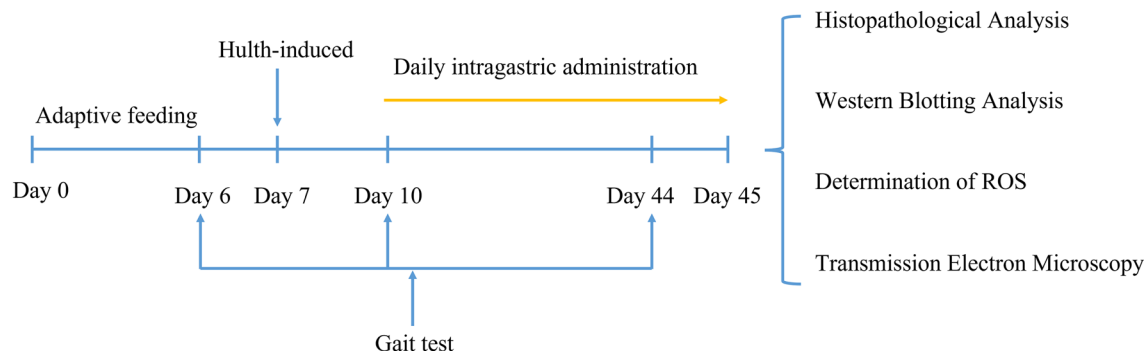 Hulth-induced
Daily intragastric administration
Adaptive feeding
Day 0
Day 6
Day 7
Day 10
Day 44
Day 45
Gait test
Histopathological Analysis
Western Blotting Analysis
Determination of ROS
Transmission Electron Microscopy